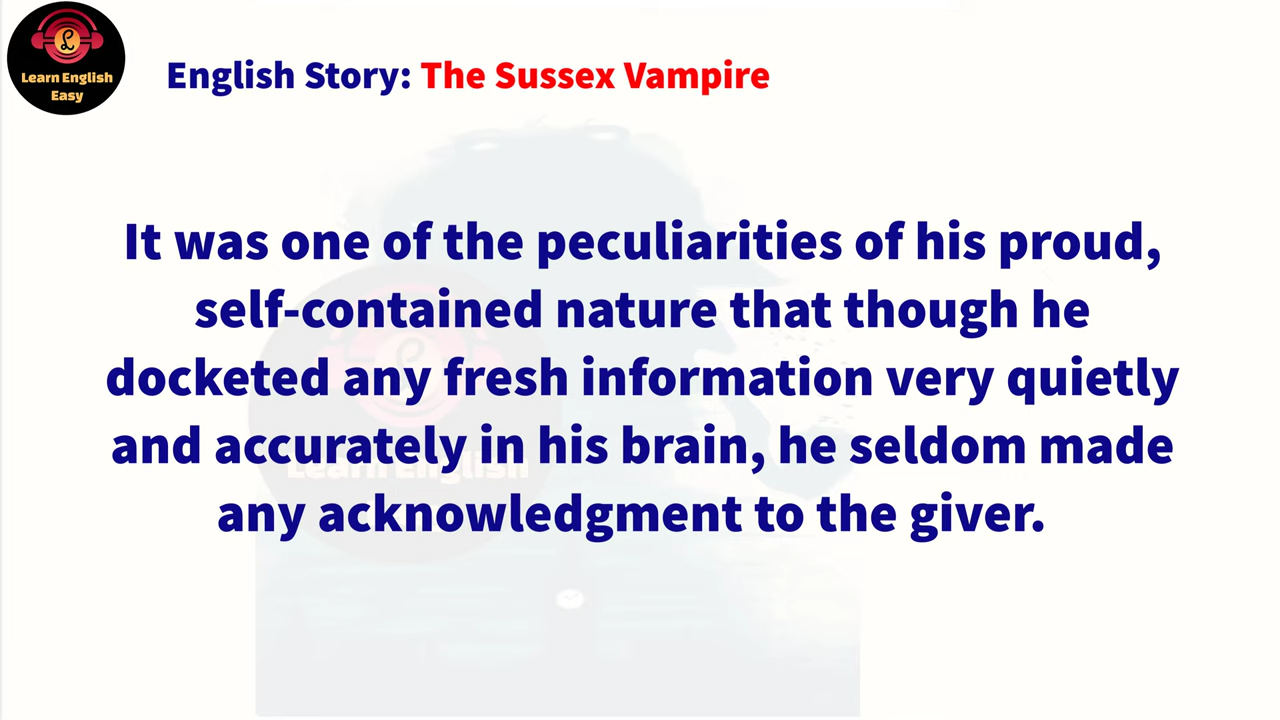 Learn English
Easy
English Story: The Sussex Vampire
It was one of the peculiarities of his proud,
self-contained nature that though he
docketed any fresh information very quietly
and accurately in his brain, he seldom made
any acknowledgment to the giver.
Learn English